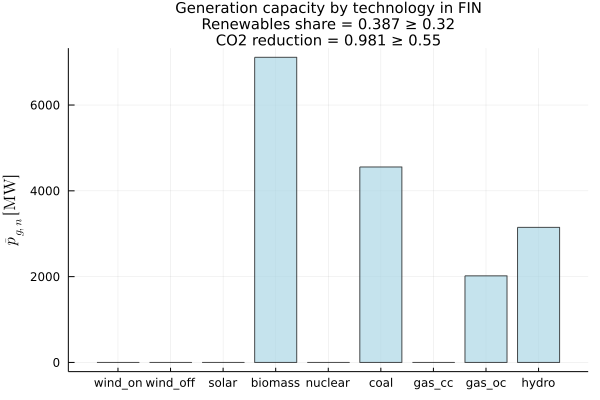 Generation capacity by technology in FIN
Renewables share = 0.387 ≥ 0.32
CO2 reduction = 0.981 ≥ 0.55
p̄_{g,n} [MW]
6000
4000
2000
0
wind_on wind_off solar biomass nuclear coal gas_cc gas_oc hydro